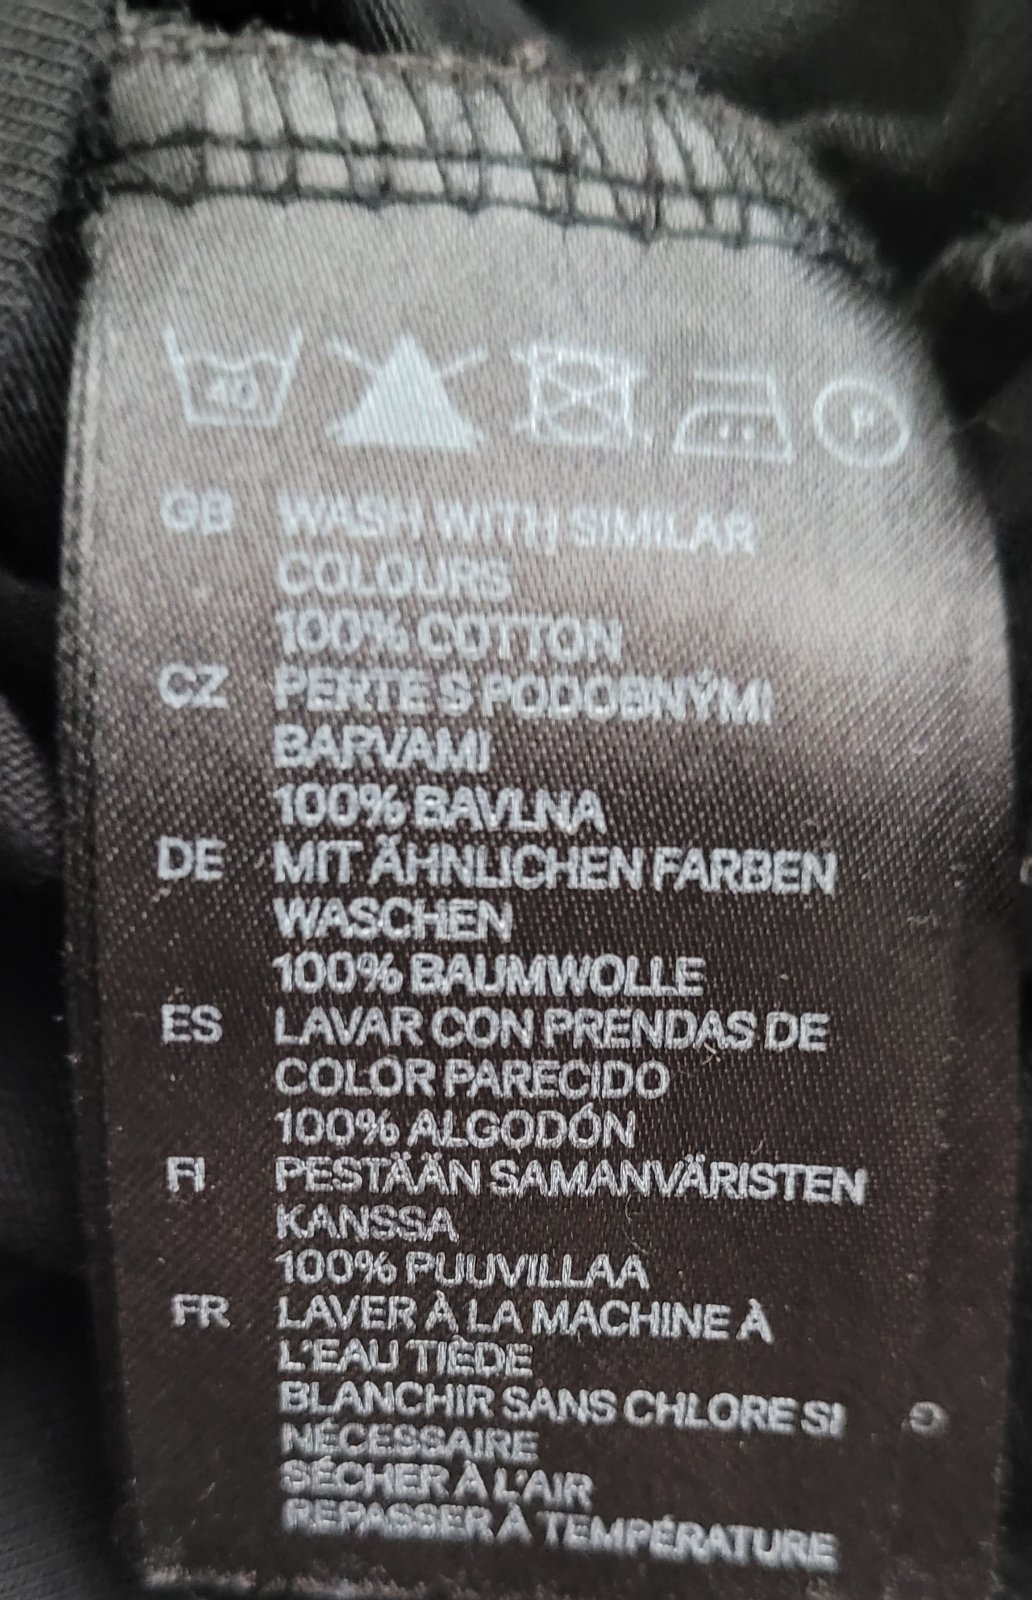 40
P
GB WASH WITH SIMILAR
COLOURS
100% COTTON
CZ PERTE S PODOBNÝMI
BARVAMI
100% BAVLNA
DE MIT ÄHNLICHEN FARBEN
WASCHEN
100% BAUMWOLLE
ES LAVAR CON PRENDAS DE
COLOR PARECIDO
100% ALGODÓN
FI PESTÄÄN SAMANVÄRISTEN
KANSSA
100% PUUVILLAA
FR LAVER À LA MACHINE À
L'EAU TIÈDE
BLANCHIR SANS CHLORE SI
NÉCESSAIRE
SÉCHER À L'AIR
REPASSER À TEMPÉRATURE